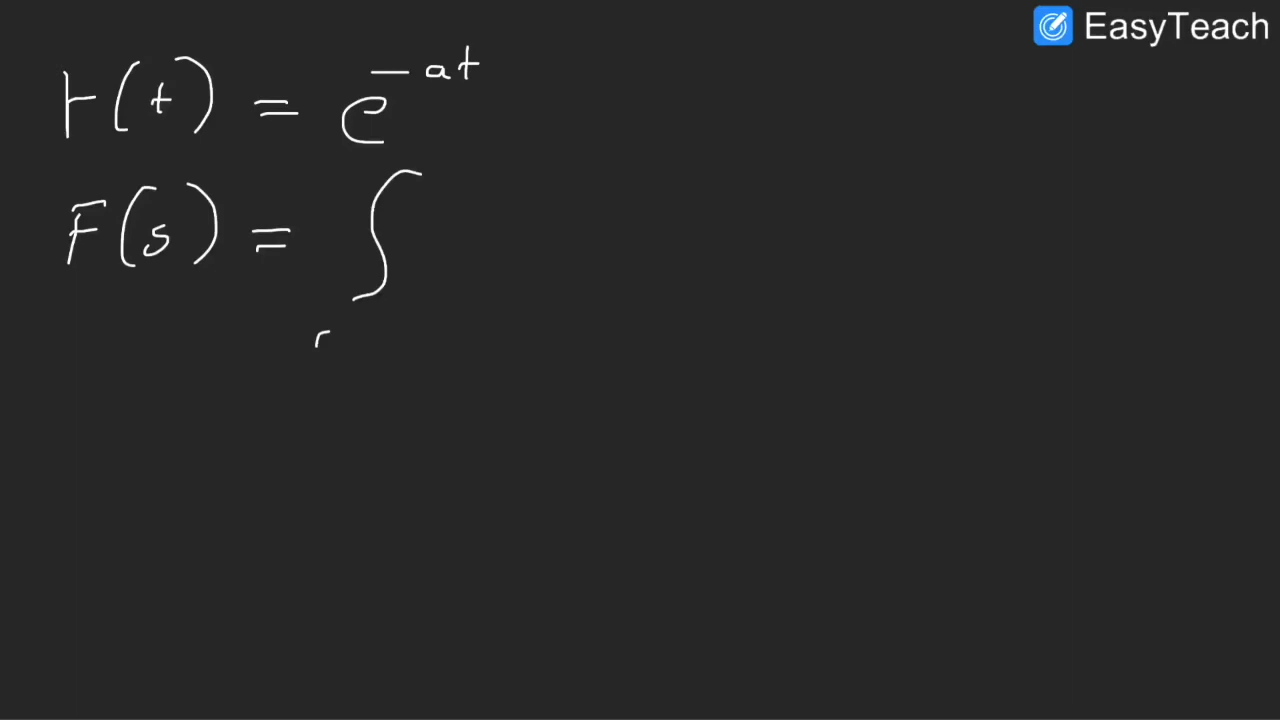 EasyTeach
F(t) = e^{-at}
F(s) = ∫